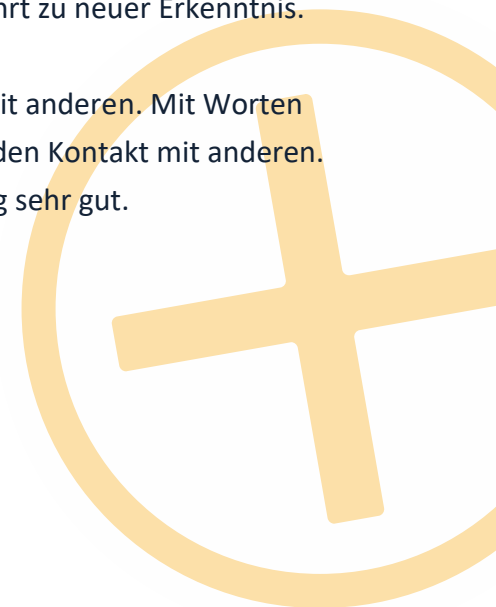 hrt zu neuer Erkenntnis.
it anderen. Mit Worten
den Kontakt mit anderen.
g sehr gut.